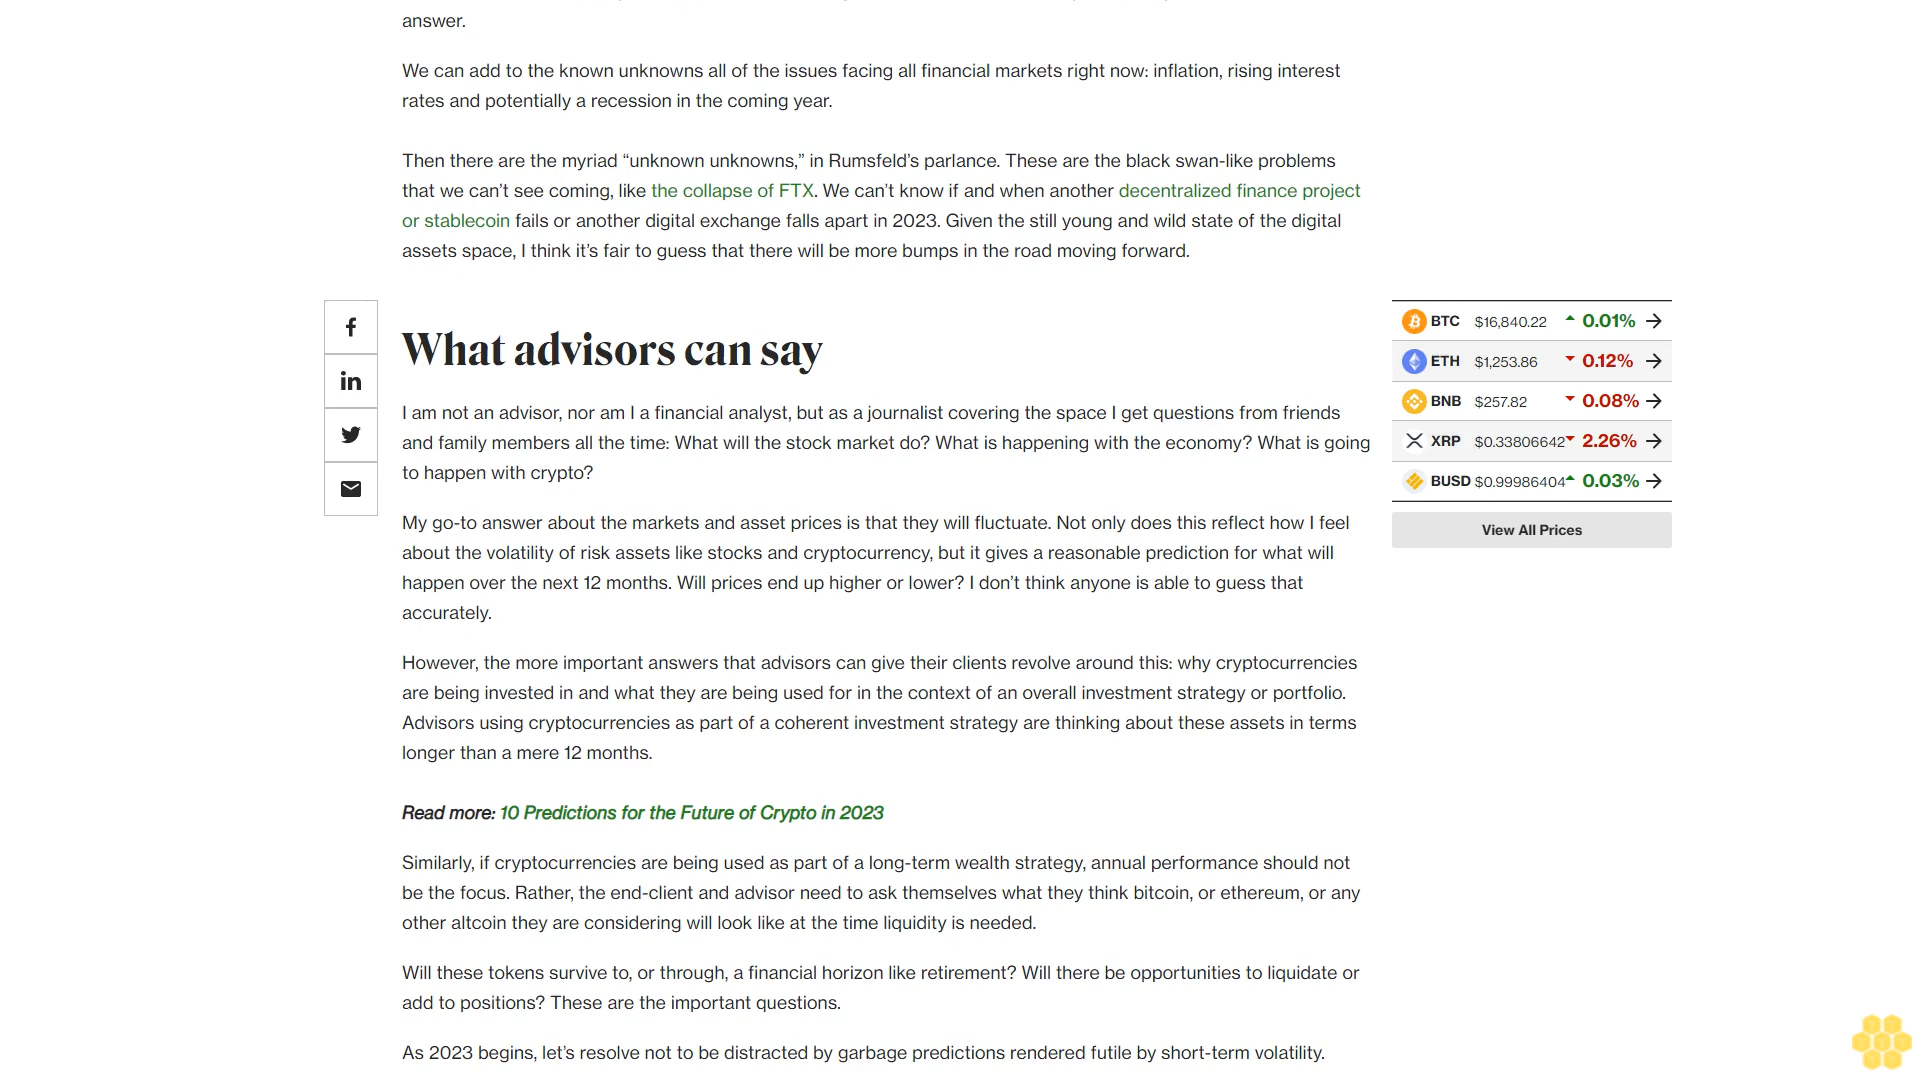 answer.
We can add to the known unknowns all of the issues facing all financial markets right now: inflation, rising interest
rates and potentially a recession in the coming year.
Then there are the myriad “unknown unknowns,” in Rumsfeld’s parlance. These are the black swan-like problems
that we can’t see coming, like the collapse of FTX. We can’t know if and when another decentralized finance project
or stablecoin fails or another digital exchange falls apart in 2023. Given the still young and wild state of the digital
assets space, I think it’s fair to guess that there will be more bumps in the road moving forward.
What advisors can say
I am not an advisor, nor am I a financial analyst, but as a journalist covering the space I get questions from friends
and family members all the time: What will the stock market do? What is happening with the economy? What is going
to happen with crypto?
My go-to answer about the markets and asset prices is that they will fluctuate. Not only does this reflect how I feel
about the volatility of risk assets like stocks and cryptocurrency, but it gives a reasonable prediction for what will
happen over the next 12 months. Will prices end up higher or lower? I don’t think anyone is able to guess that
accurately.
However, the more important answers that advisors can give their clients revolve around this: why cryptocurrencies
are being invested in and what they are being used for in the context of an overall investment strategy or portfolio.
Advisors using cryptocurrencies as part of a coherent investment strategy are thinking about these assets in terms
longer than a mere 12 months.
Read more: 10 Predictions for the Future of Crypto in 2023
Similarly, if cryptocurrencies are being used as part of a long-term wealth strategy, annual performance should not
be the focus. Rather, the end-client and advisor need to ask themselves what they think bitcoin, or ethereum, or any
other altcoin they are considering will look like at the time liquidity is needed.
Will these tokens survive to, or through, a financial horizon like retirement? Will there be opportunities to liquidate or
add to positions? These are the important questions.
As 2023 begins, let’s resolve not to be distracted by garbage predictions rendered futile by short-term volatility.
BTC $16,840.22 0.01%
ETH $1,253.86 0.12%
BNB $257.82 0.08%
XRP $0.33806642 2.26%
BUSD $0.99986404 0.03%
View All Prices